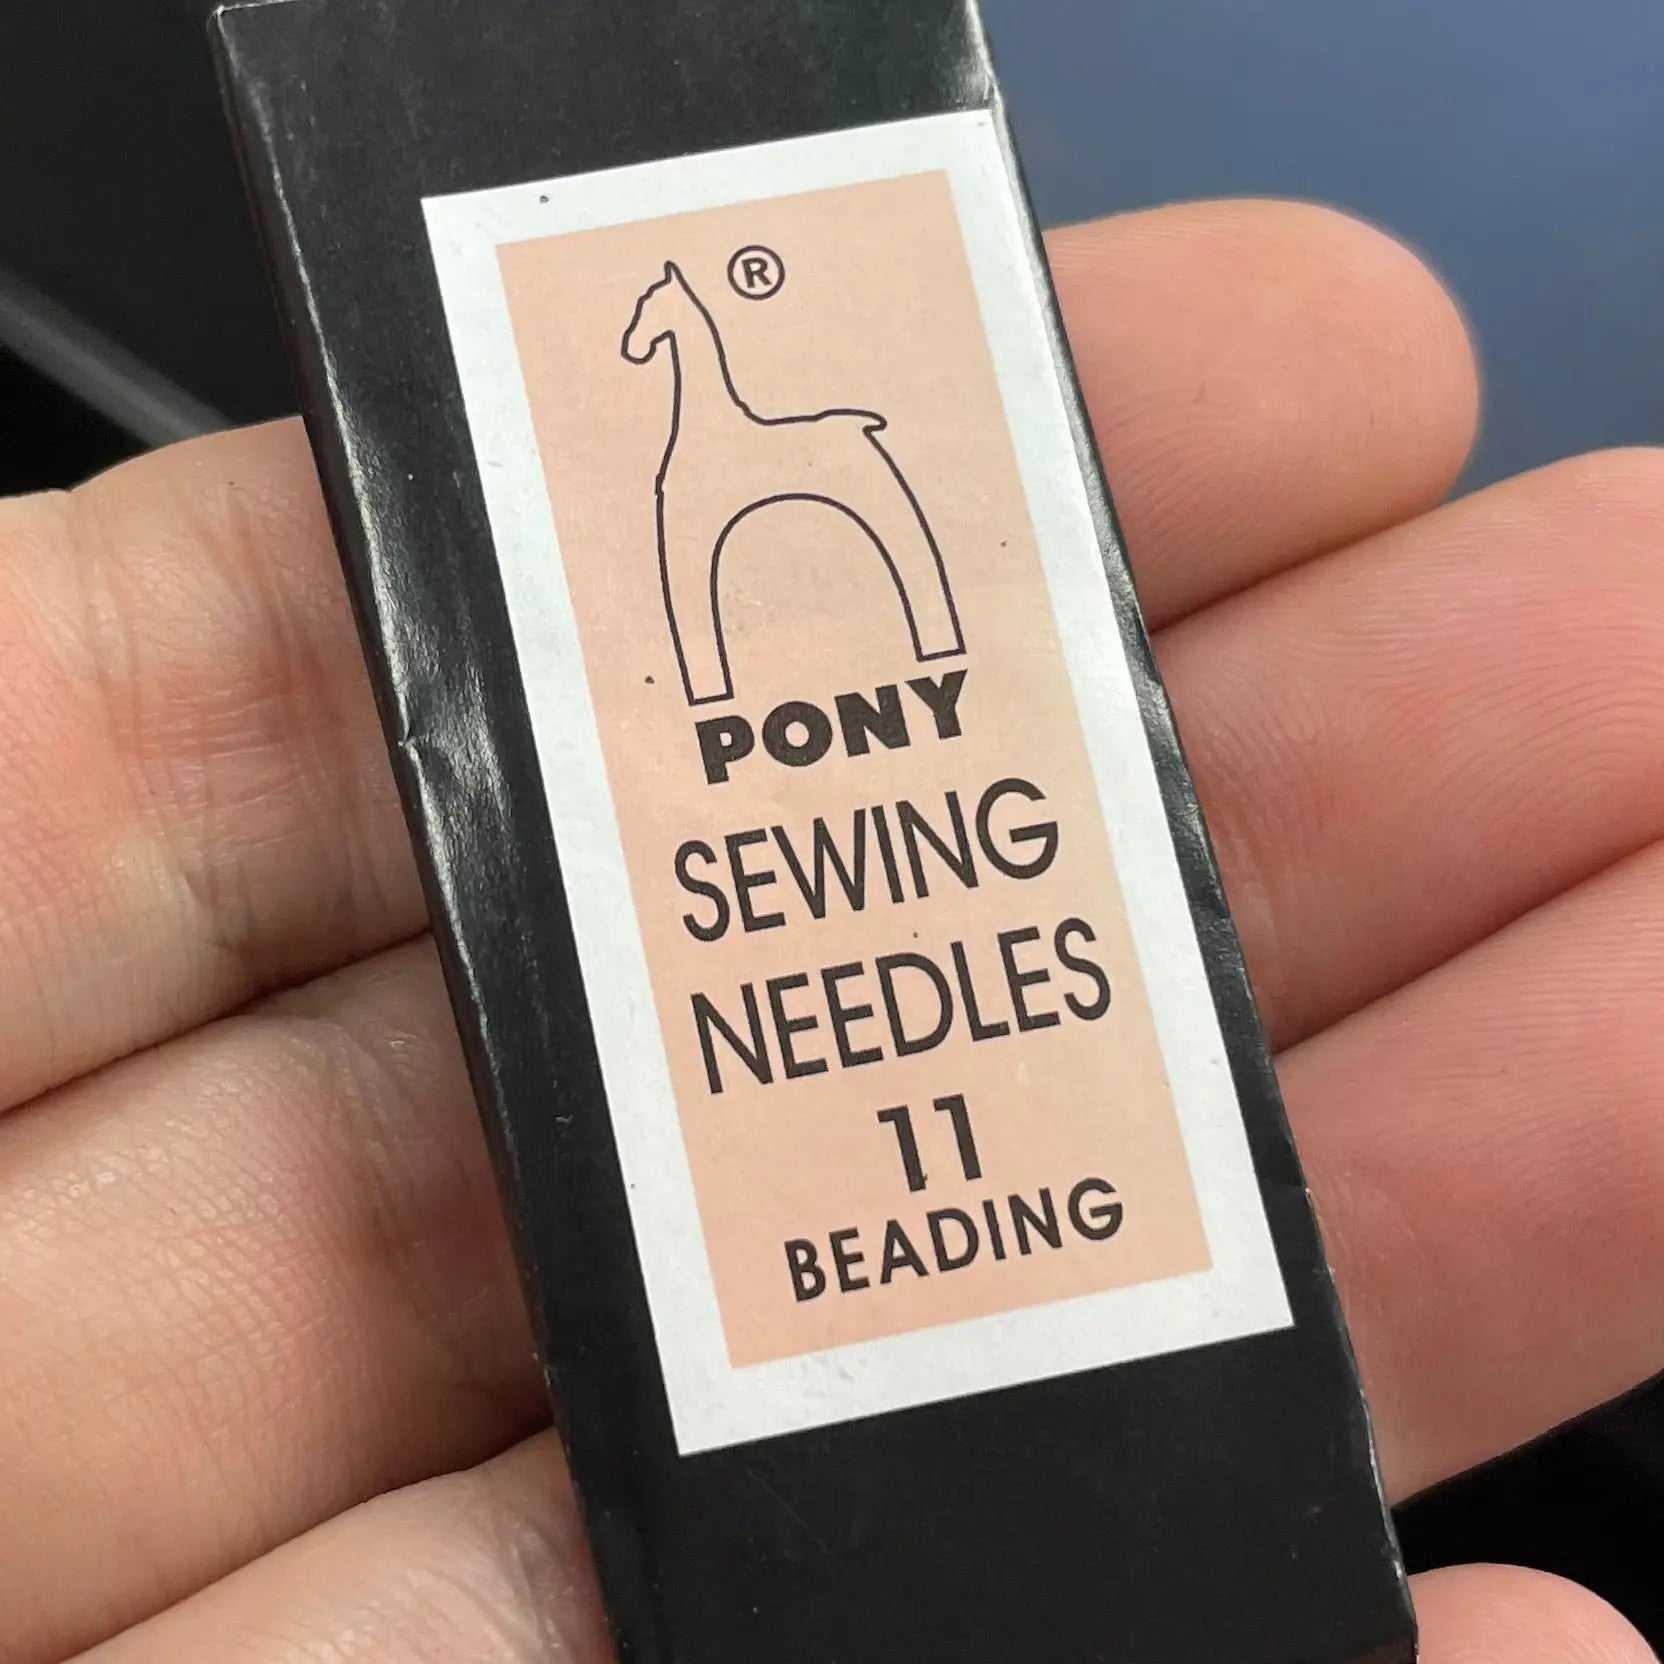 ®
PONY
SEWING
NEEDLES
11
BEADING